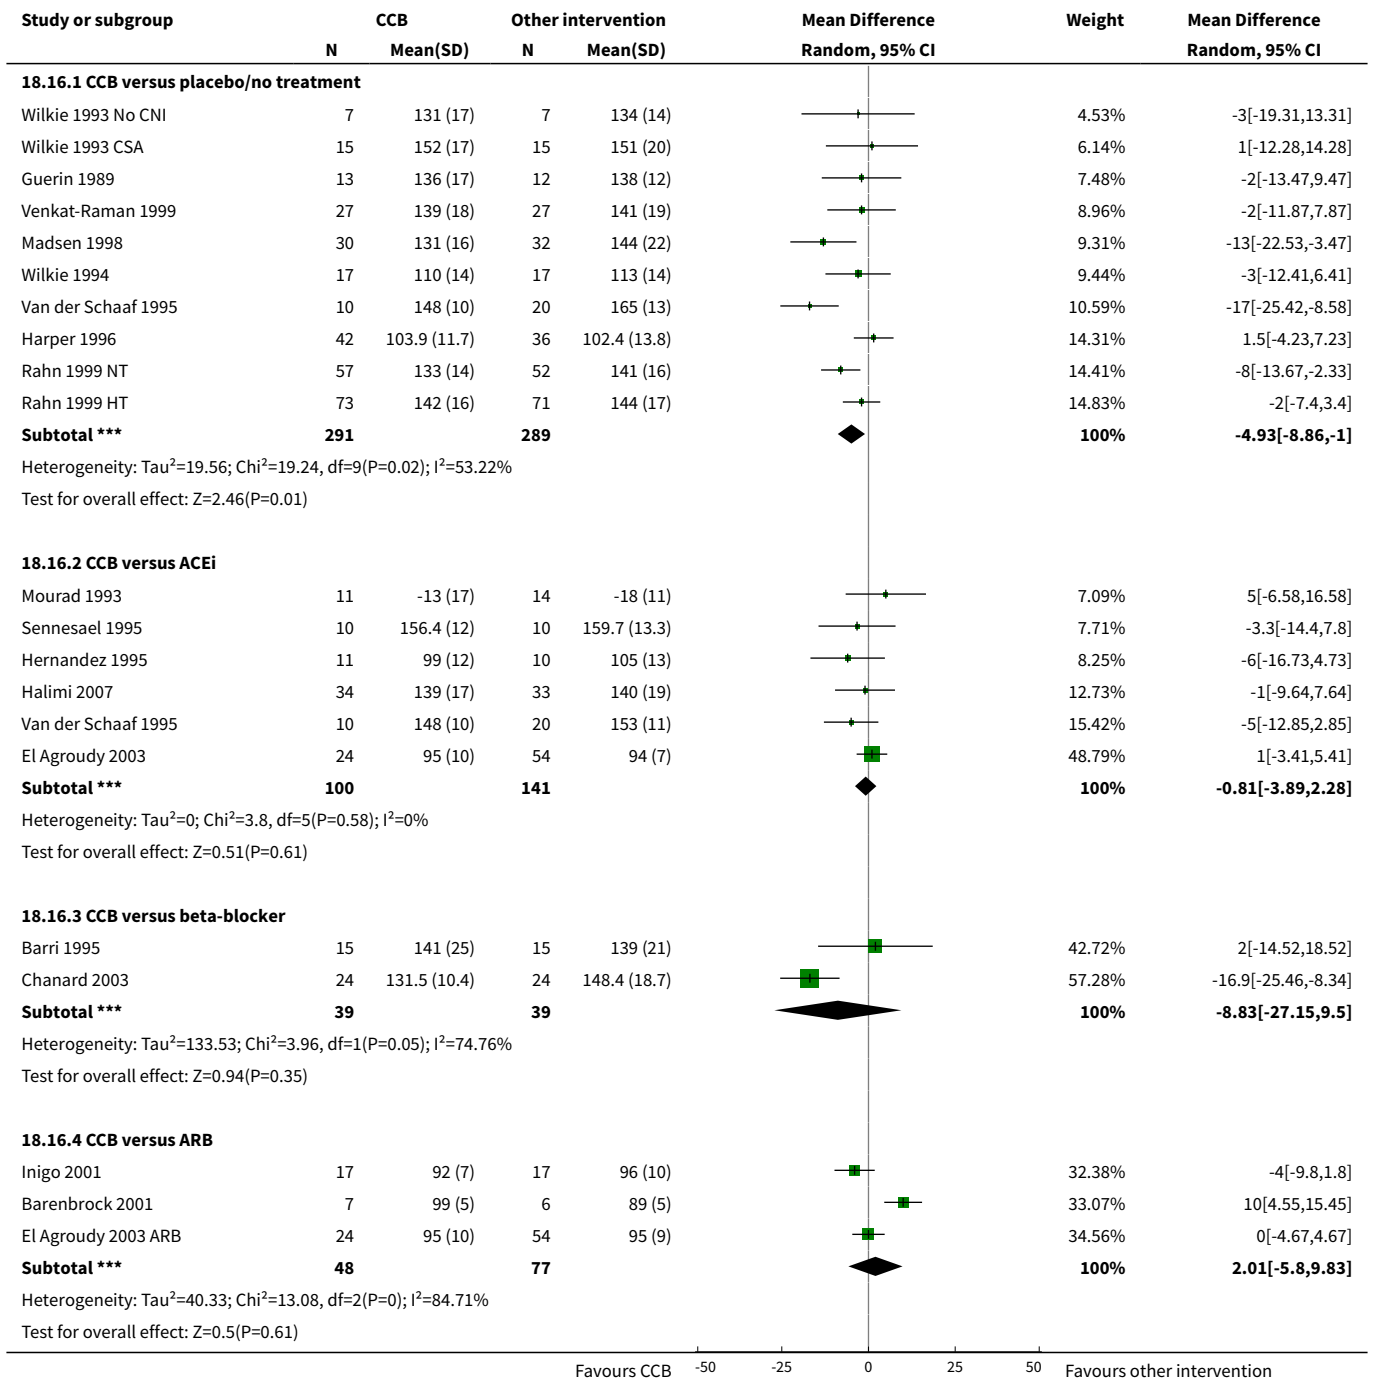 Study or subgroup CCB Other intervention Mean Difference Weight Mean Difference
N Mean(SD) N Mean(SD) Random, 95% CI Random, 95% CI
18.16.1 CCB versus placebo/no treatment
Wilkie 1993 No CNI 7 131 (17) 7 134 (14) 4.53% -3[-19.31,13.31]
Wilkie 1993 CSA 15 152 (17) 15 151 (20) 6.14% 1[-12.28,14.28]
Guerin 1989 13 136 (17) 12 138 (12) 7.48% -2[-13.47,9.47]
Venkat-Raman 1999 27 139 (18) 27 141 (19) 8.96% -2[-11.87,7.87]
Madsen 1998 30 131 (16) 32 144 (22) 9.31% -13[-22.53,-3.47]
Wilkie 1994 17 110 (14) 17 113 (14) 9.44% -3[-12.41,6.41]
Van der Schaaf 1995 10 148 (10) 20 165 (13) 10.59% -17[-25.42,-8.58]
Harper 1996 42 103.9 (11.7) 36 102.4 (13.8) 14.31% 1.5[-4.23,7.23]
Rahn 1999 NT 57 133 (14) 52 141 (16) 14.41% -8[-13.67,-2.33]
Rahn 1999 HT 73 142 (16) 71 144 (17) 14.83% -2[-7.4,3.4]
Subtotal *** 291 289 100% -4.93[-8.86,-1]
Heterogeneity: Tau²=19.56; Chi²=19.24, df=9(P=0.02); I²=53.22%
Test for overall effect: Z=2.46(P=0.01)
18.16.2 CCB versus ACEi
Mourad 1993 11 -13 (17) 14 -18 (11) 7.09% 5[-6.58,16.58]
Sennesael 1995 10 156.4 (12) 10 159.7 (13.3) 7.71% -3.3[-14.4,7.8]
Hernandez 1995 11 99 (12) 10 105 (13) 8.25% -6[-16.73,4.73]
Halimi 2007 34 139 (17) 33 140 (19) 12.73% -1[-9.64,7.64]
Van der Schaaf 1995 10 148 (10) 20 153 (11) 15.42% -5[-12.85,2.85]
El Agroudy 2003 24 95 (10) 54 94 (7) 48.79% 1[-3.41,5.41]
Subtotal *** 100 141 100% -0.81[-3.89,2.28]
Heterogeneity: Tau²=0; Chi²=3.8, df=5(P=0.58); I²=0%
Test for overall effect: Z=0.51(P=0.61)
18.16.3 CCB versus beta-blocker
Barri 1995 15 141 (25) 15 139 (21) 42.72% 2[-14.52,18.52]
Chanard 2003 24 131.5 (10.4) 24 148.4 (18.7) 57.28% -16.9[-25.46,-8.34]
Subtotal *** 39 39 100% -8.83[-27.15,9.5]
Heterogeneity: Tau²=133.53; Chi²=3.96, df=1(P=0.05); I²=74.76%
Test for overall effect: Z=0.94(P=0.35)
18.16.4 CCB versus ARB
Inigo 2001 17 92 (7) 17 96 (10) 32.38% -4[-9.8,1.8]
Barenbrock 2001 7 99 (5) 6 89 (5) 33.07% 10[4.55,15.45]
El Agroudy 2003 ARB 24 95 (10) 54 95 (9) 34.56% 0[-4.67,4.67]
Subtotal *** 48 77 100% 2.01[-5.8,9.83]
Heterogeneity: Tau²=40.33; Chi²=13.08, df=2(P=0); I²=84.71%
Test for overall effect: Z=0.5(P=0.61)
Favours CCB -50 -25 0 25 50 Favours other intervention